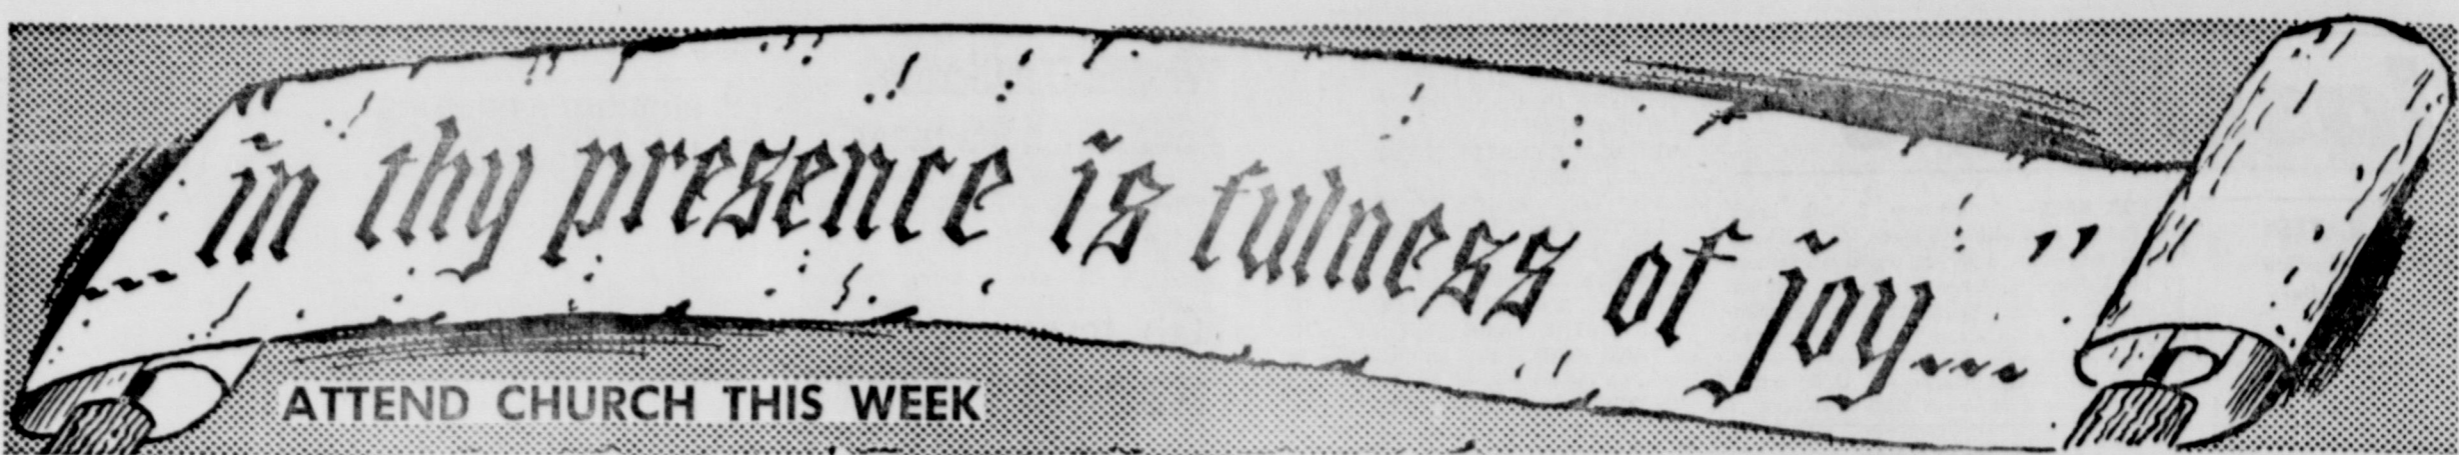 ...in thy presence is fulness of joy..."
ATTEND CHURCH THIS WEEK